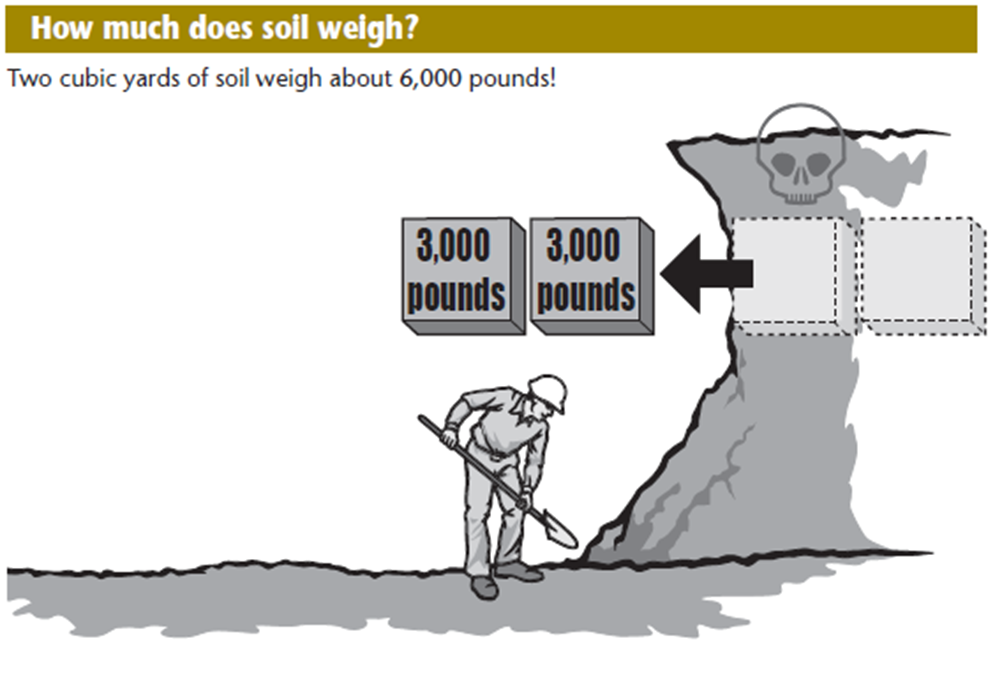 How much does soil weigh?
Two cubic yards of soil weigh about 6,000 pounds!
3,000
pounds
3,000
pounds